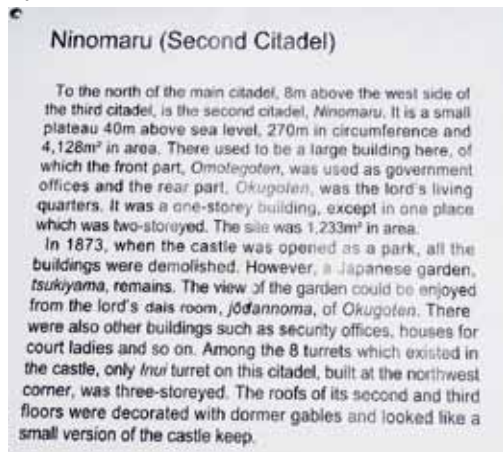 Ninomaru (Second Citadel)
To the north of the main citadel, 8m above the west side of
the third citadel, is the second citadel, Ninomaru. It is a small
plateau 40m above sea level, 270m in circumference and
4,128m² in area. There used to be a large building here, of
which the front part, Omotegoten, was used as government
offices and the rear part, Okugoten, was the lord's living
quarters. It was a one-storey building, except in one place
which was two-storeyed. The site was 1,233m² in area.
In 1873, when the castle was opened as a park, all the
buildings were demolished. However, a Japanese garden,
tsukiyama, remains. The view of the garden could be enjoyed
from the lord's dais room, jōdannoma, of Okugoten. There
were also other buildings such as security offices, houses for
court ladies and so on. Among the 8 turrets which existed in
the castle, only Inui turret on this citadel, built at the northwest
corner, was three-storeyed. The roofs of its second and third
floors were decorated with dormer gables and looked like a
small version of the castle keep.